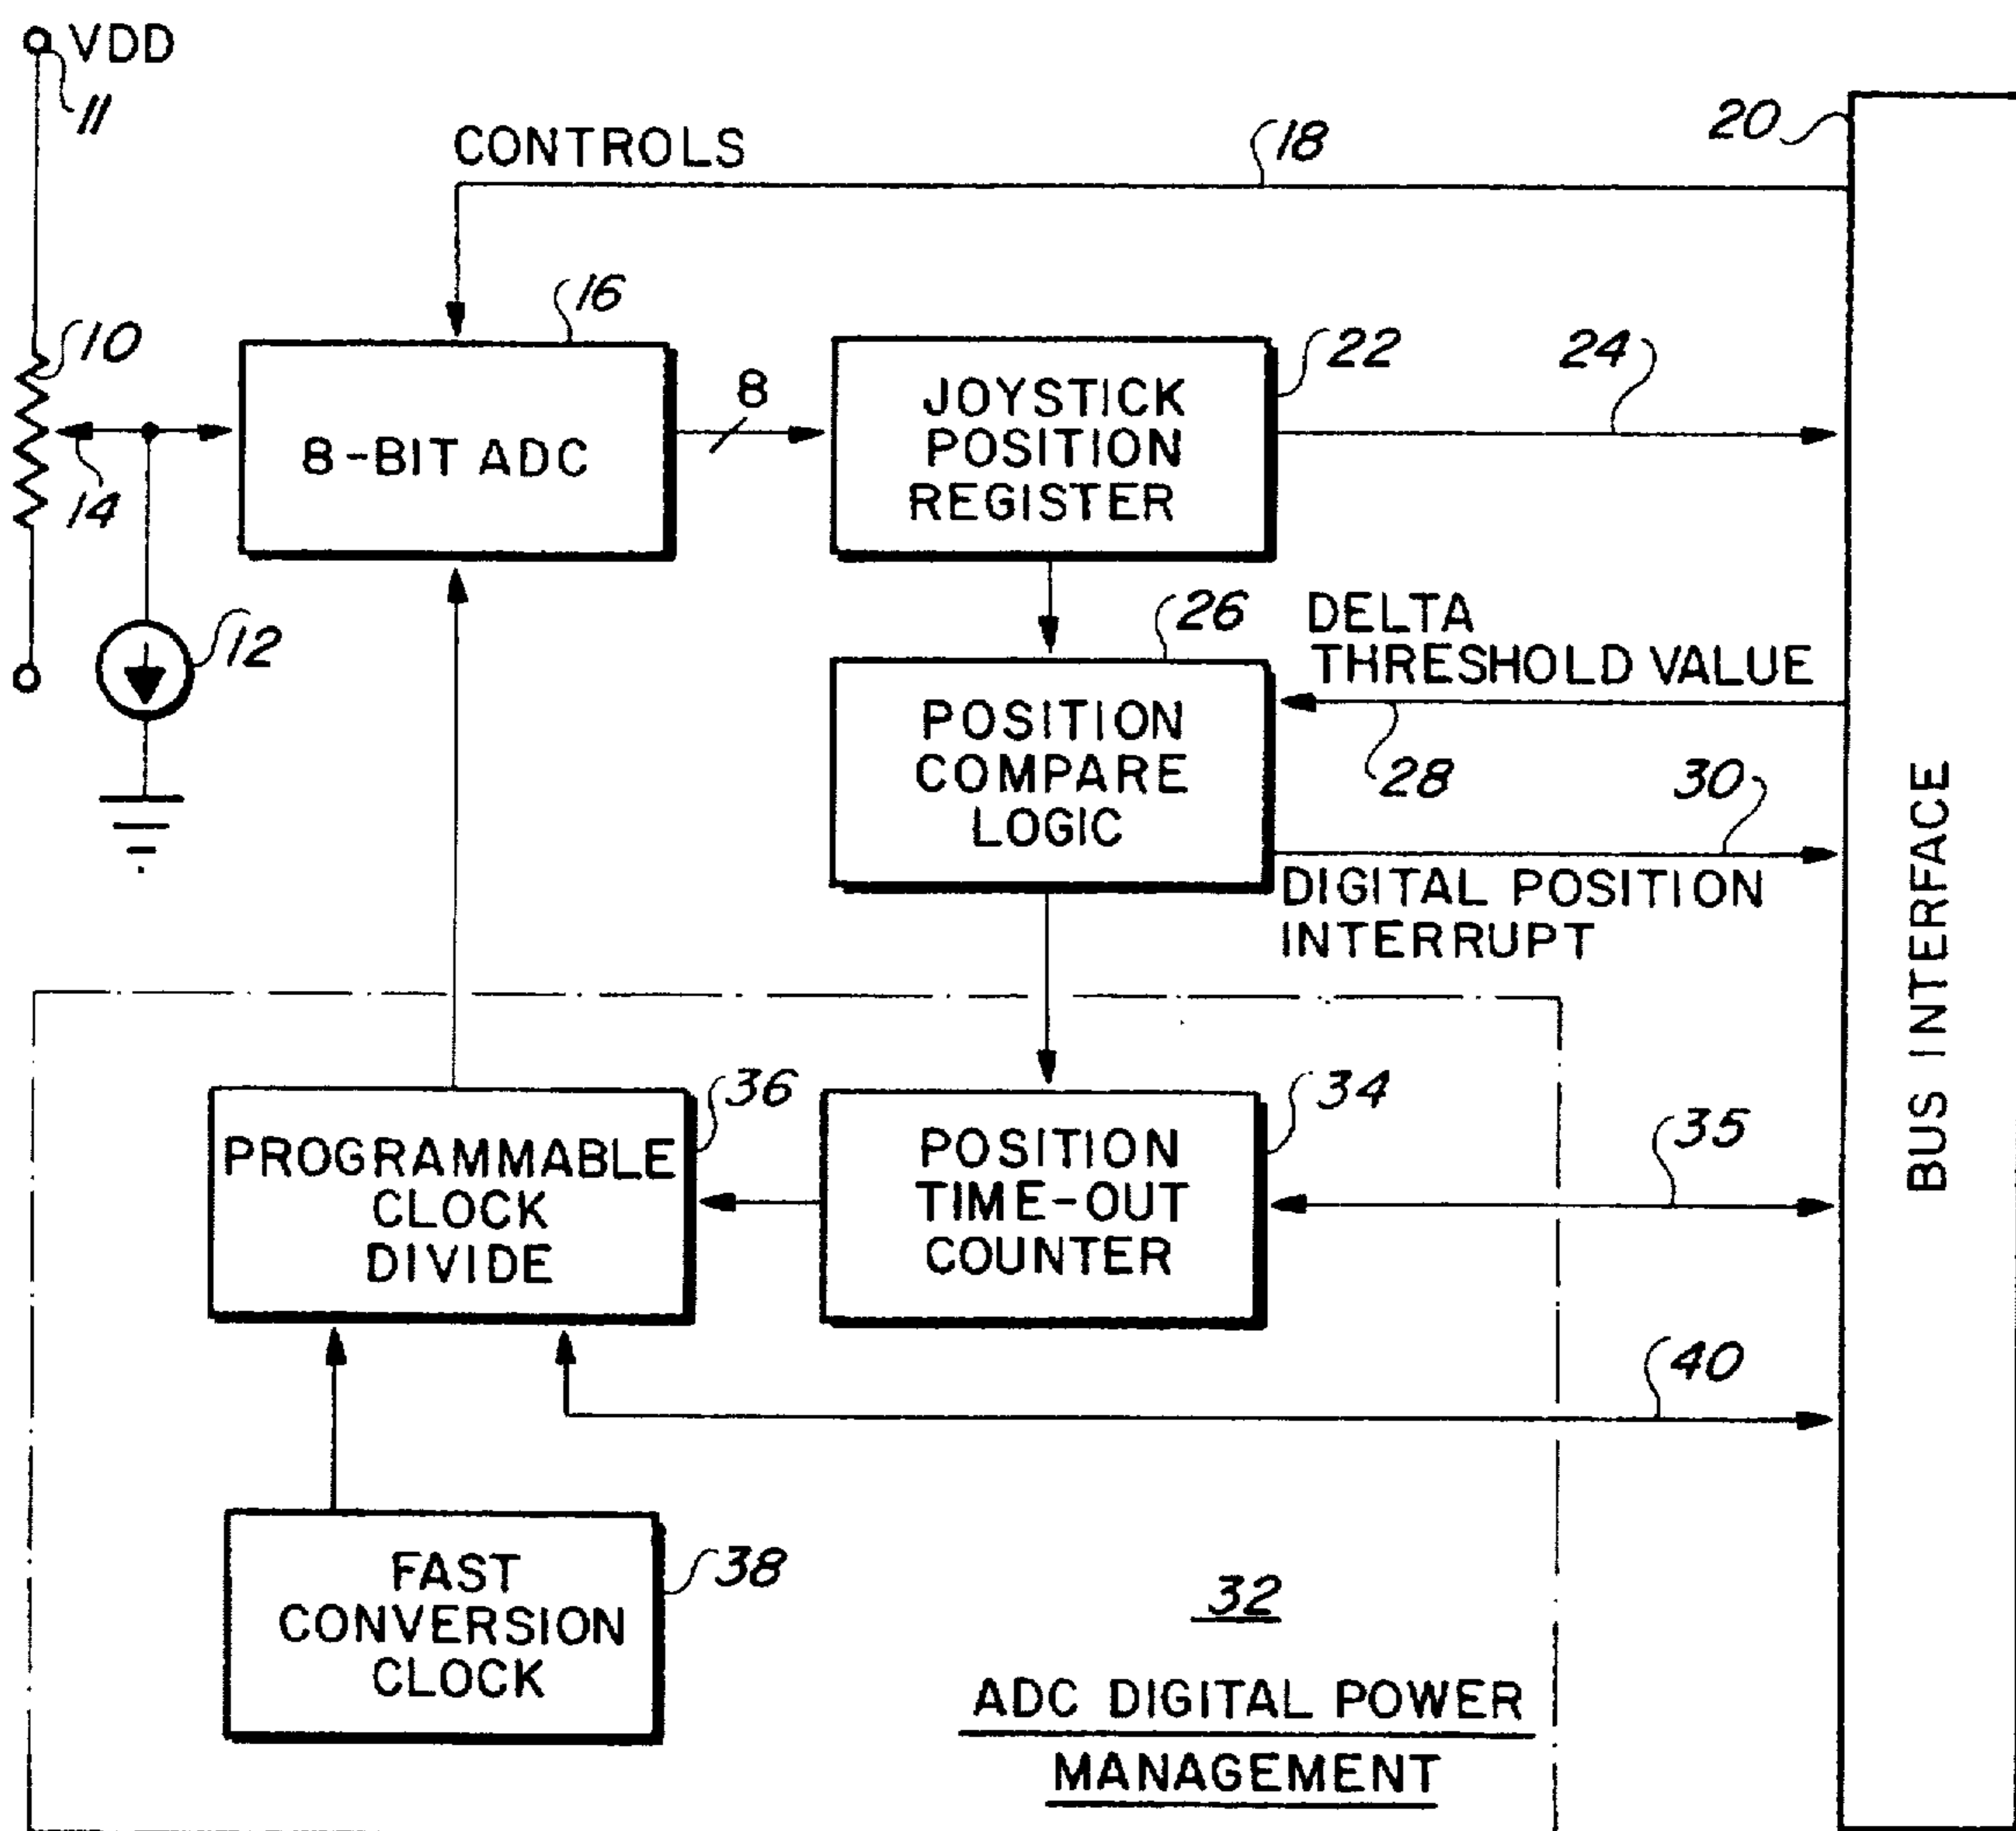 VDD
11
CONTROLS
18
20
10
16
8-BIT ADC
8
JOYSTICK
POSITION
REGISTER
22
24
14
12
26
DELTA
THRESHOLD VALUE
28
POSITION
COMPARE
LOGIC
30
DIGITAL POSITION
INTERRUPT
BUS INTERFACE
36
PROGRAMMABLE
CLOCK
DIVIDE
34
POSITION
TIME-OUT
COUNTER
35
40
FAST
CONVERSION
CLOCK
38
32
ADC DIGITAL POWER
MANAGEMENT